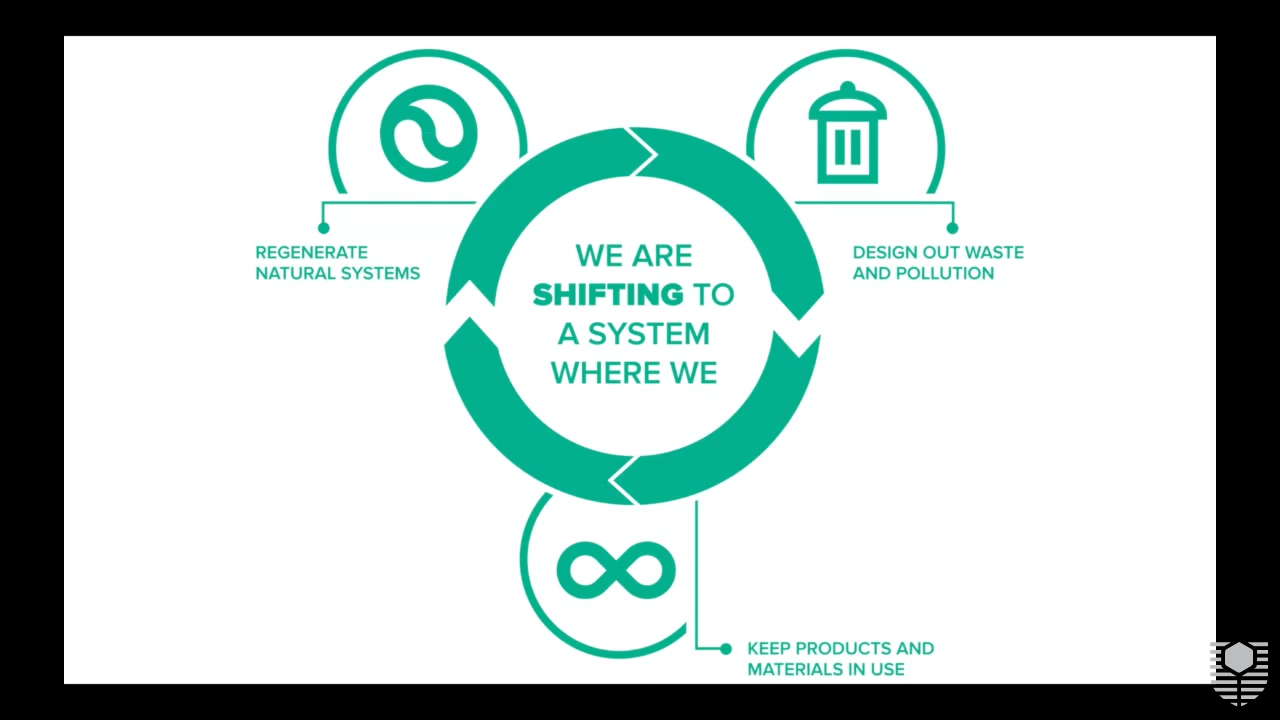 REGENERATE
NATURAL SYSTEMS
WE ARE
SHIFTING TO
A SYSTEM
WHERE WE
DESIGN OUT WASTE
AND POLLUTION
KEEP PRODUCTS AND
MATERIALS IN USE